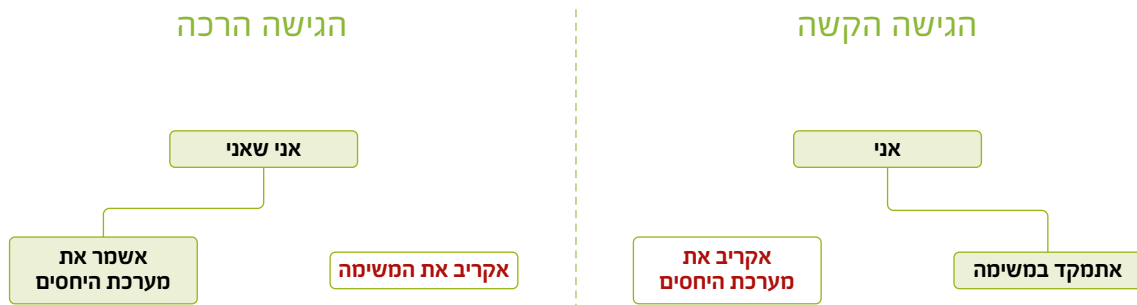 הגישה הקשה
אני
אתמקד במשימה
אקריב את
מערכת היחסים
הגישה הרכה
אני שאני
אקריב את המשימה
אשמר את
מערכת היחסים